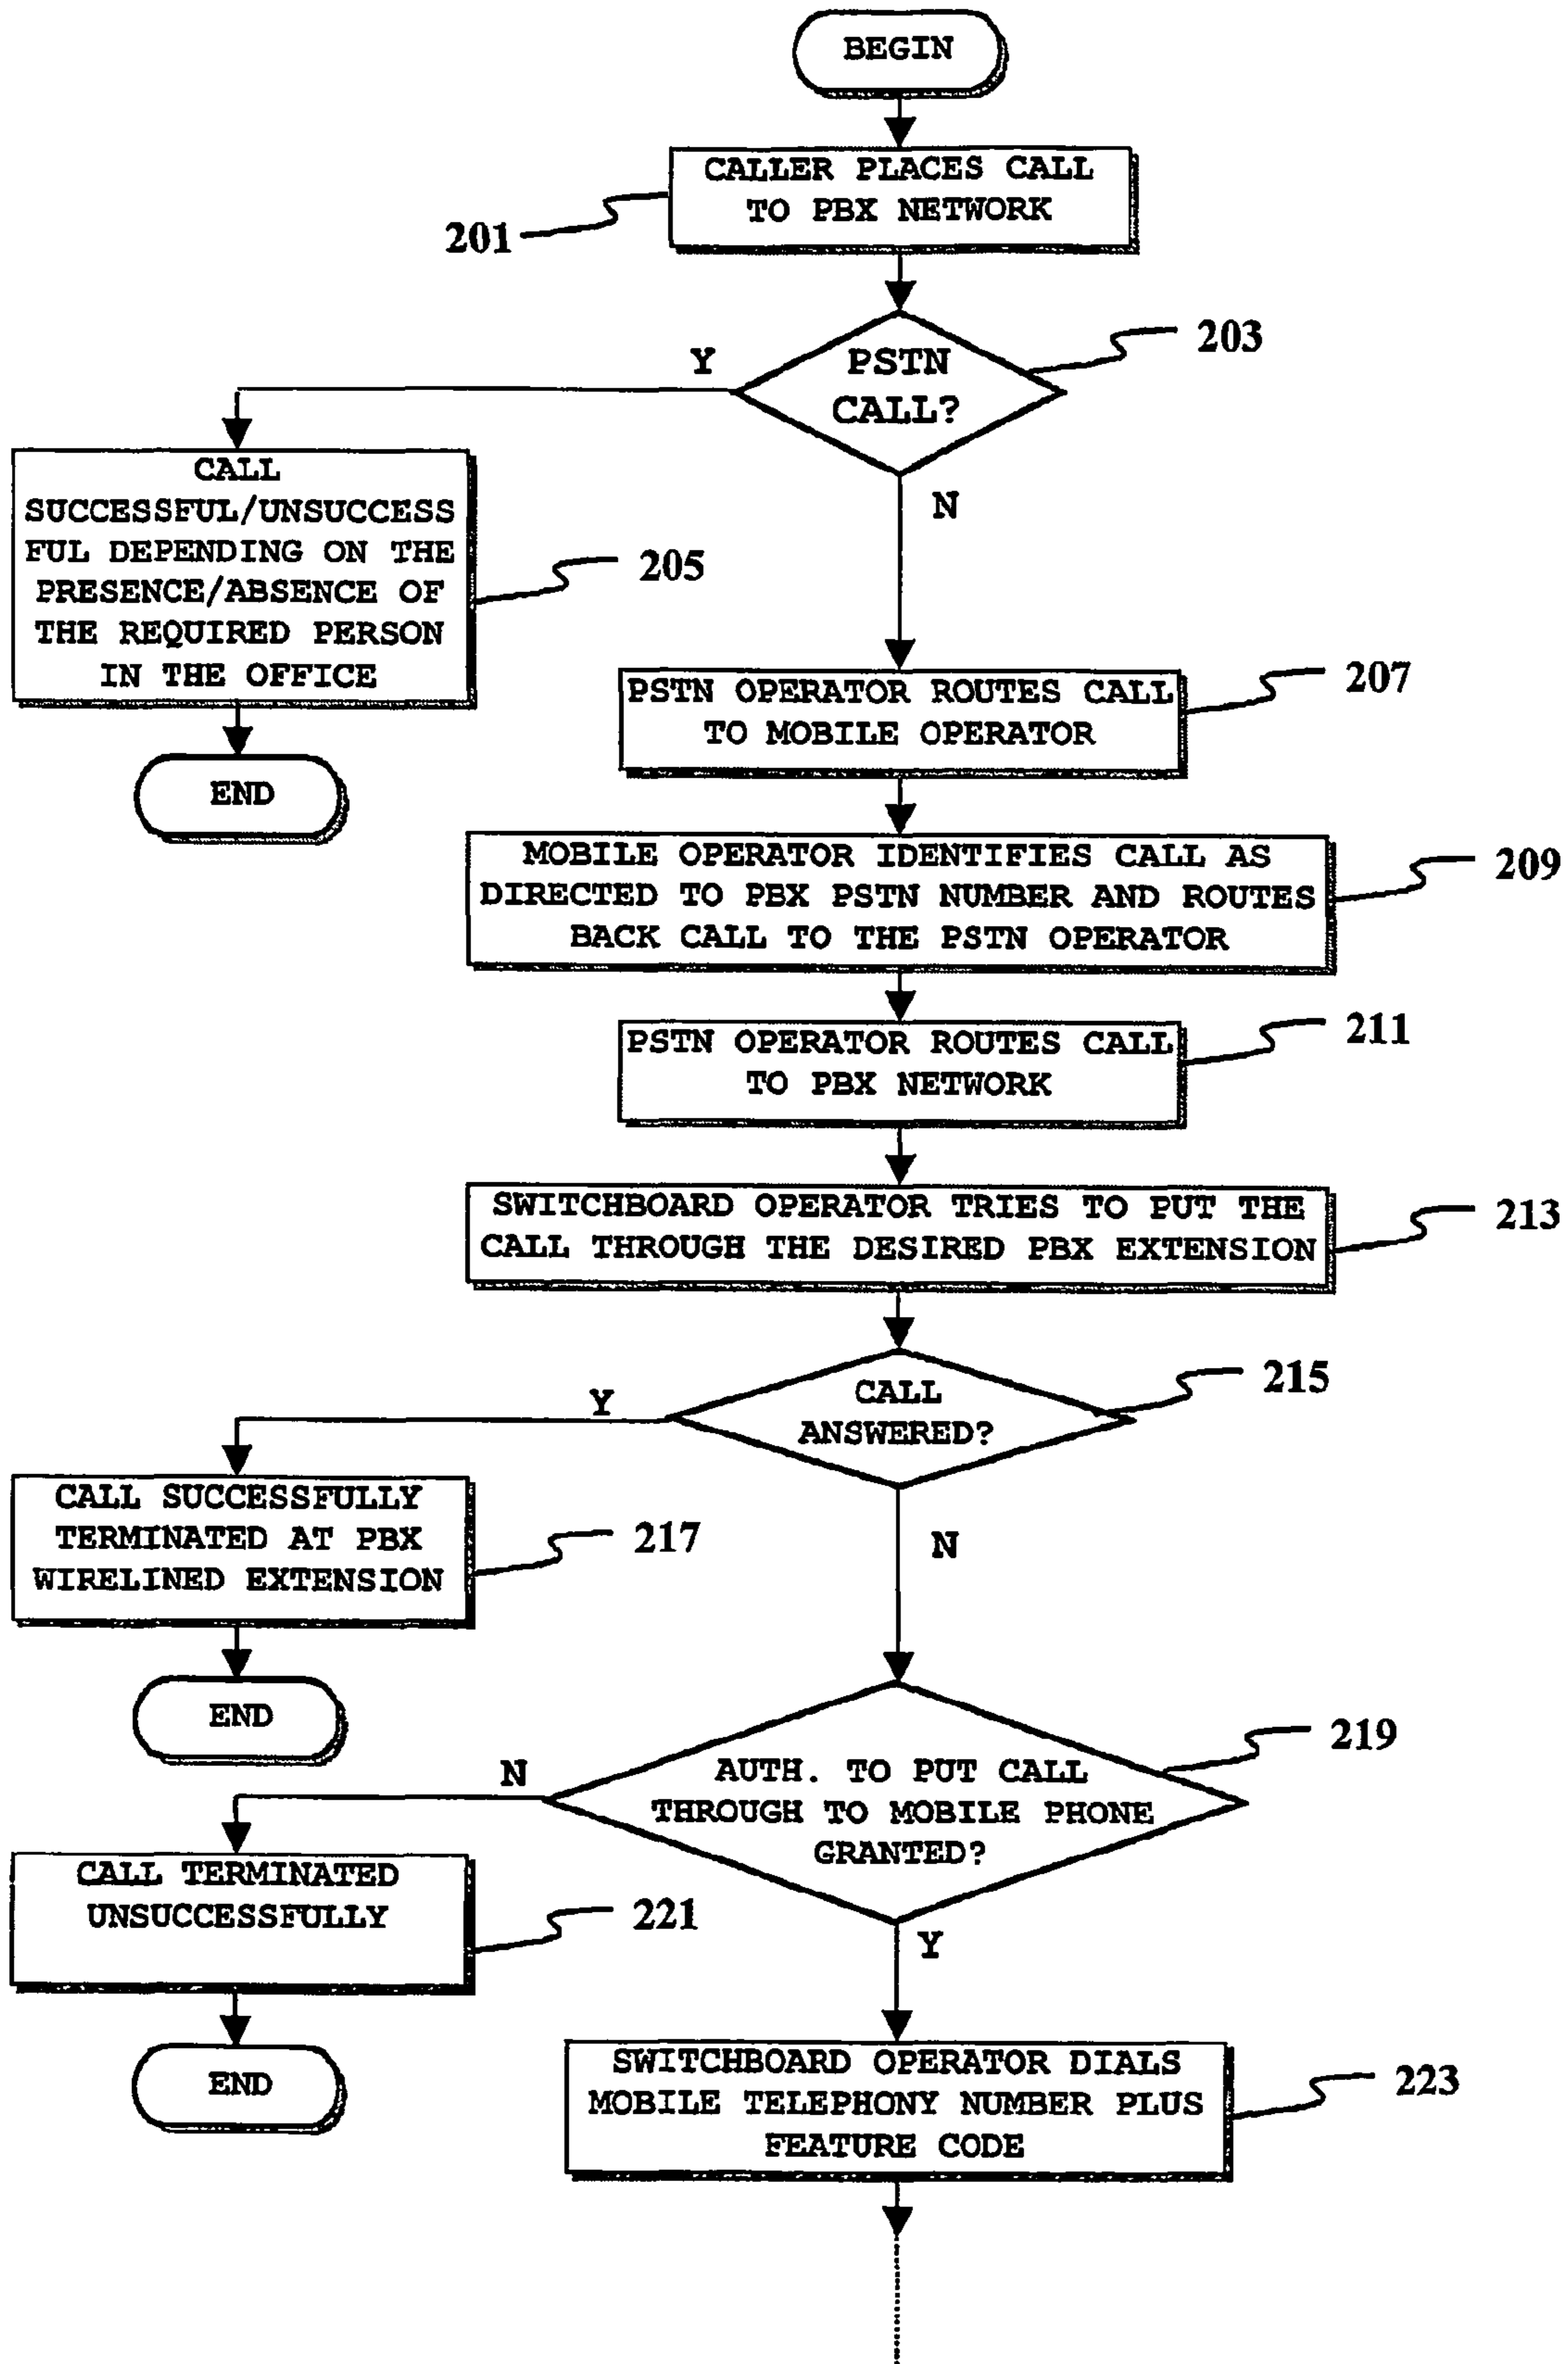 BEGIN
CALLER PLACES CALL
TO PBX NETWORK
201
PSTN
CALL?
203
Y
N
CALL
SUCCESSFUL/UNSUCCESS
FUL DEPENDING ON THE
PRESENCE/ABSENCE OF
THE REQUIRED PERSON
IN THE OFFICE
205
END
PSTN OPERATOR ROUTES CALL
TO MOBILE OPERATOR
207
MOBILE OPERATOR IDENTIFIES CALL AS
DIRECTED TO PBX PSTN NUMBER AND ROUTES
BACK CALL TO THE PSTN OPERATOR
209
PSTN OPERATOR ROUTES CALL
TO PBX NETWORK
211
SWITCHBOARD OPERATOR TRIES TO PUT THE
CALL THROUGH THE DESIRED PBX EXTENSION
213
CALL
ANSWERED?
215
Y
N
CALL SUCCESSFULLY
TERMINATED AT PBX
WIRELINED EXTENSION
217
END
AUTH. TO PUT CALL
THROUGH TO MOBILE PHONE
GRANTED?
219
N
Y
CALL TERMINATED
UNSUCCESSFULLY
221
END
SWITCHBOARD OPERATOR DIALS
MOBILE TELEPHONY NUMBER PLUS
FEATURE CODE
223